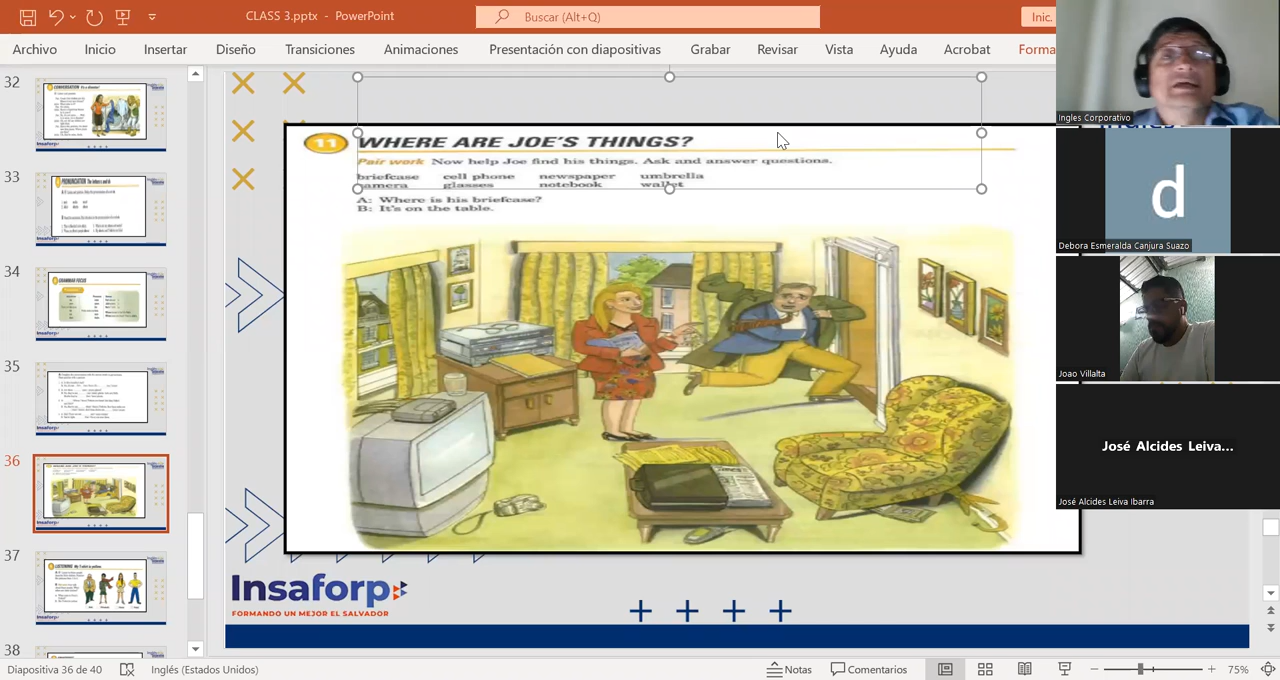 CLASS 3.pptx - PowerPoint
Buscar (Alt+Q)
Inic.
Archivo Inicio Insertar Diseño Transiciones Animaciones Presentación con diapositivas Grabar Revisar Vista Ayuda Acrobat Forma
Ingles Corporativo
Debora Esmeralda Canjura Suazo
d
Joao Villalta
José Alcides Leiva...
José Alcides Leiva Ibarra
32
33
34
35
36
37
38
11 WHERE ARE JOE'S THINGS?
Pair work Now help Joe find his things. Ask and answer questions.
briefcase cell phone newspaper umbrella
camera glasses notebook wallet
A: Where is his briefcase?
B: It's on the table.
Insaforp
FORMANDO UN MEJOR EL SALVADOR
Diapositiva 36 de 40 Inglés (Estados Unidos) Notas Comentarios 75%